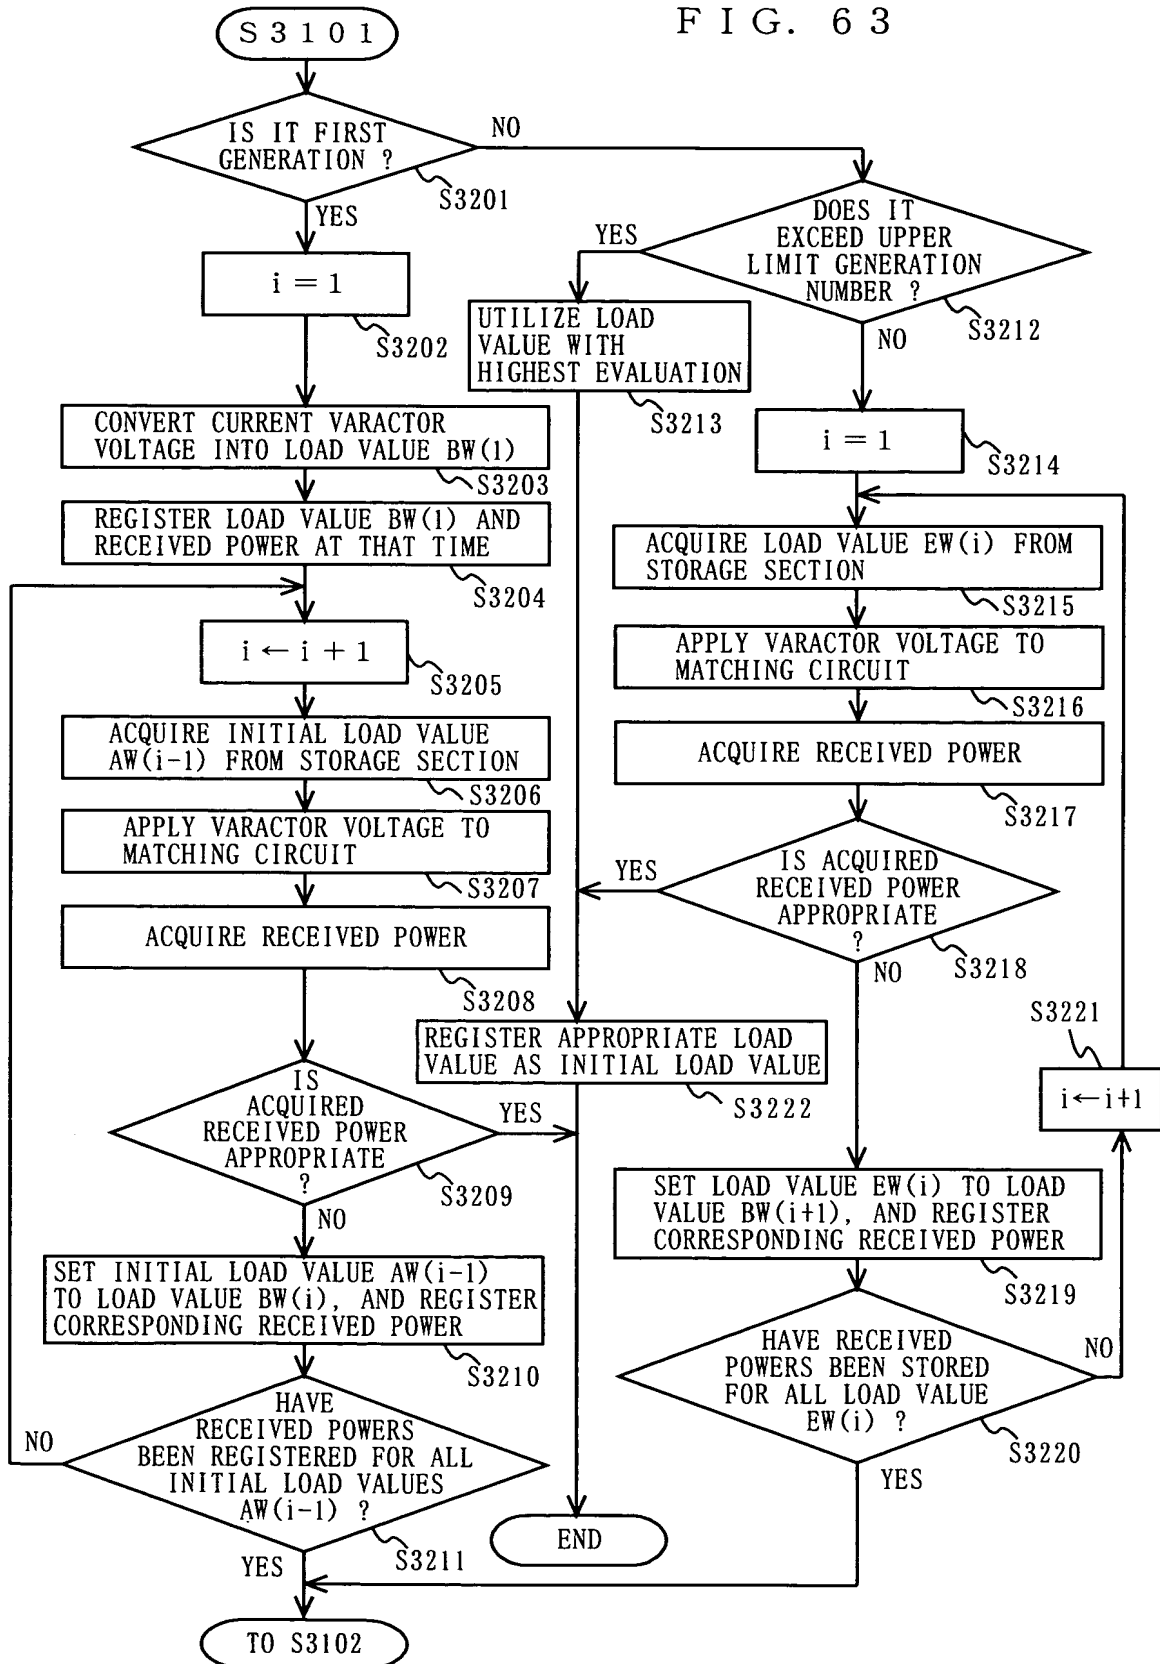 FIG. 63
S3101
IS IT FIRST
GENERATION ?
NO
S3201
YES
i = 1
S3202
CONVERT CURRENT VARACTOR
VOLTAGE INTO LOAD VALUE BW(1)
S3203
REGISTER LOAD VALUE BW(1) AND
RECEIVED POWER AT THAT TIME
S3204
i ← i + 1
S3205
ACQUIRE INITIAL LOAD VALUE
AW(i-1) FROM STORAGE SECTION
S3206
APPLY VARACTOR VOLTAGE TO
MATCHING CIRCUIT
S3207
ACQUIRE RECEIVED POWER
S3208
IS
ACQUIRED
RECEIVED POWER
APPROPRIATE
?
YES
S3209
NO
SET INITIAL LOAD VALUE AW(i-1)
TO LOAD VALUE BW(i), AND REGISTER
CORRESPONDING RECEIVED POWER
S3210
HAVE
RECEIVED POWERS
BEEN REGISTERED FOR ALL
INITIAL LOAD VALUES
AW(i-1) ?
NO
S3211
YES
TO S3102
DOES IT
EXCEED UPPER
LIMIT GENERATION
NUMBER ?
YES
S3212
NO
UTILIZE LOAD
VALUE WITH
HIGHEST EVALUATION
S3213
i = 1
S3214
ACQUIRE LOAD VALUE EW(i) FROM
STORAGE SECTION
S3215
APPLY VARACTOR VOLTAGE TO
MATCHING CIRCUIT
S3216
ACQUIRE RECEIVED POWER
S3217
IS ACQUIRED
RECEIVED POWER
APPROPRIATE
?
YES
S3218
NO
REGISTER APPROPRIATE LOAD
VALUE AS INITIAL LOAD VALUE
S3222
S3221
i←i+1
SET LOAD VALUE EW(i) TO LOAD
VALUE BW(i+1), AND REGISTER
CORRESPONDING RECEIVED POWER
S3219
HAVE RECEIVED
POWERS BEEN STORED
FOR ALL LOAD VALUE
EW(i) ?
NO
S3220
YES
END